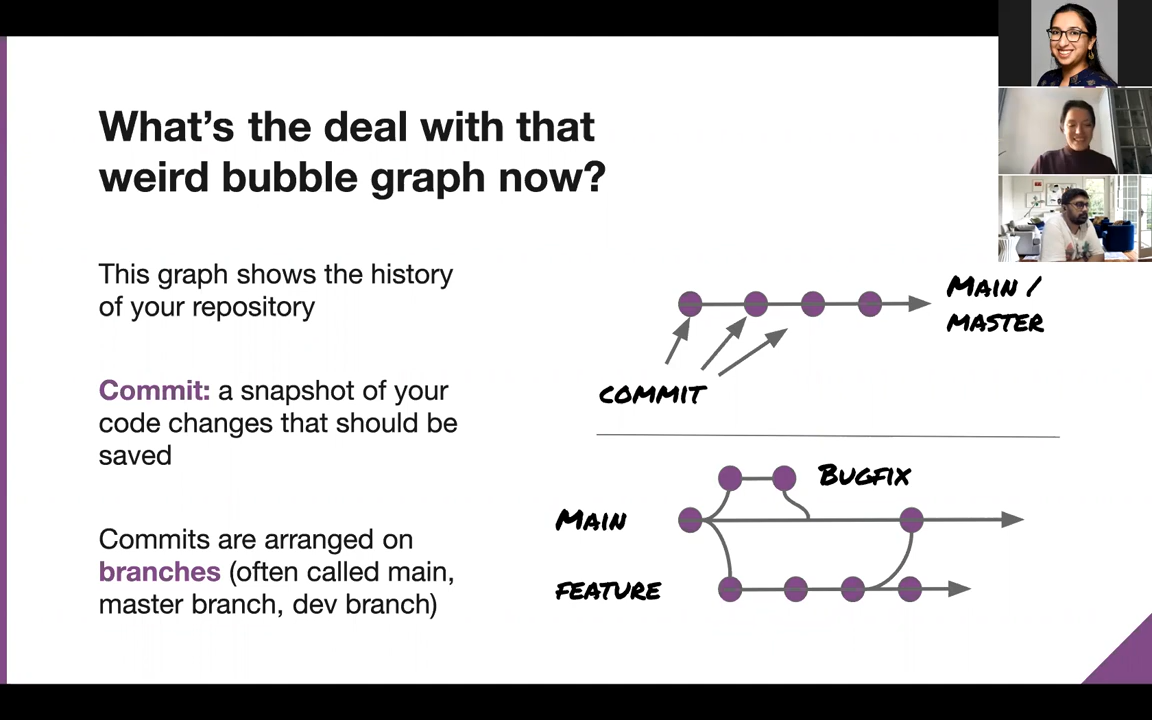 What’s the deal with that
weird bubble graph now?
This graph shows the history
of your repository
Commit: a snapshot of your
code changes that should be
saved
Commits are arranged on
branches (often called main,
master branch, dev branch)
Main /
master
commit
Bugfix
Main
feature